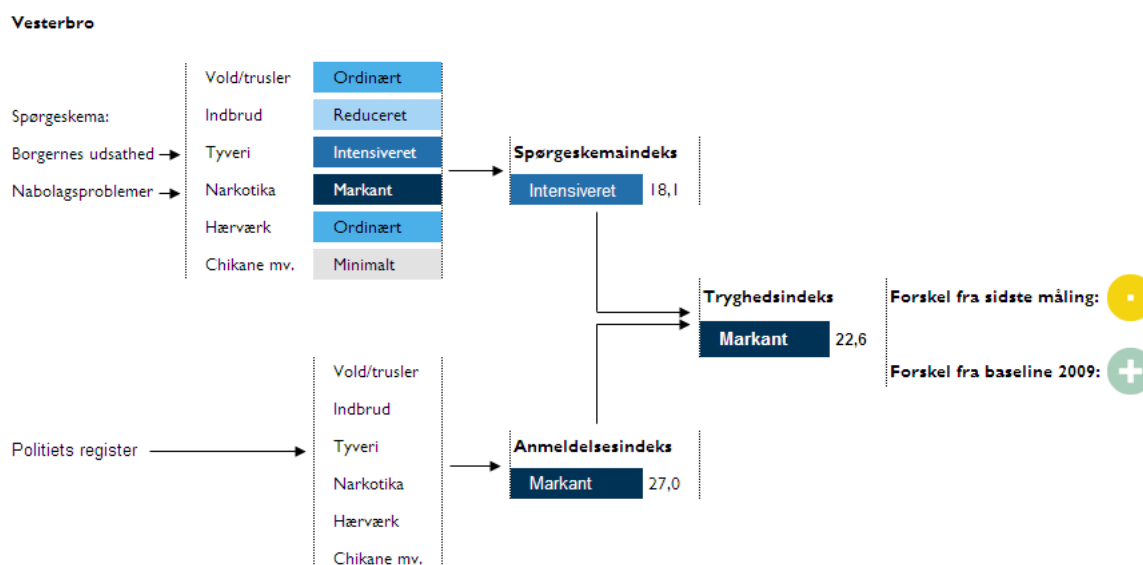 Vesterbro
Vold/trusler Ordinært
Spørgeskema: Indbrud Reduceret
Borgernes udsathed Tyveri Intensiveret
Nabolagsproblemer Narkotika Markant
Hærværk Ordinært
Chikane mv. Minimalt
Spørgeskemaindeks
Intensiveret 18,1
Tryghedsindeks
Markant 22,6
Forskel fra sidste måling:
Forskel fra baseline 2009:
Politiets register
Vold/trusler
Indbrud
Tyveri
Narkotika
Hærværk
Chikane mv.
Anmeldelsesindeks
Markant 27,0